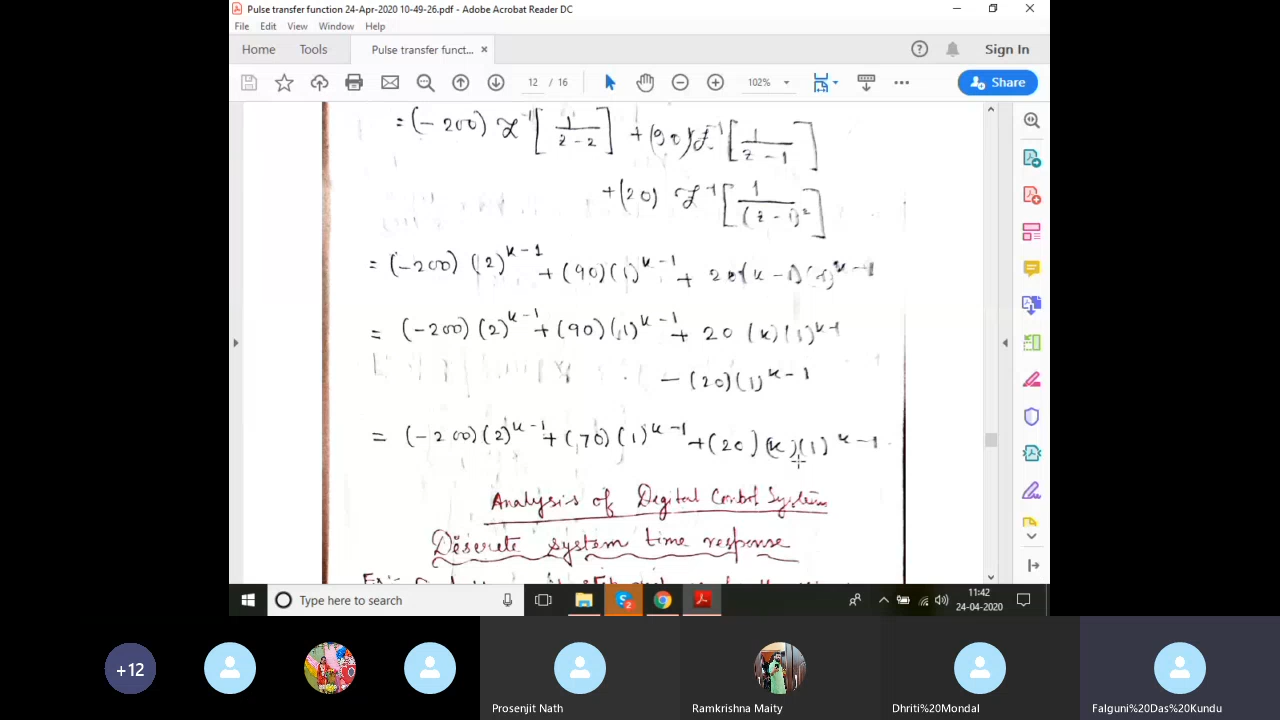 Pulse transfer function 24-Apr-2020 10-49-26.pdf - Adobe Acrobat Reader DC
File Edit View Window Help
Home Tools Pulse transfer funct... × Sign In
12 / 16 102% Share
= (-200) Z^-1 [1/(z-2)] + (90) Z^-1 [1/(z-1)]
+ (20) Z^-1 [1/(z-1)^2]
= (-200) (2)^k-1 + (90)(1)^k-1 + 20(k-1)(1)^k-1
= (-200)(2)^k-1 + (90)(1)^k-1 + 20 (k)(1)^k-1
- (20)(1)^k-1
= (-200)(2)^k-1 + (70)(1)^k-1 + (20)(k)(1)^k-1
Analysis of Degital Control System
Descrete system time response
Type here to search
11:42
24-04-2020
+12
Prosenjit Nath
Ramkrishna Maity
Dhriti%20Mondal
Falguni%20Das%20Kundu